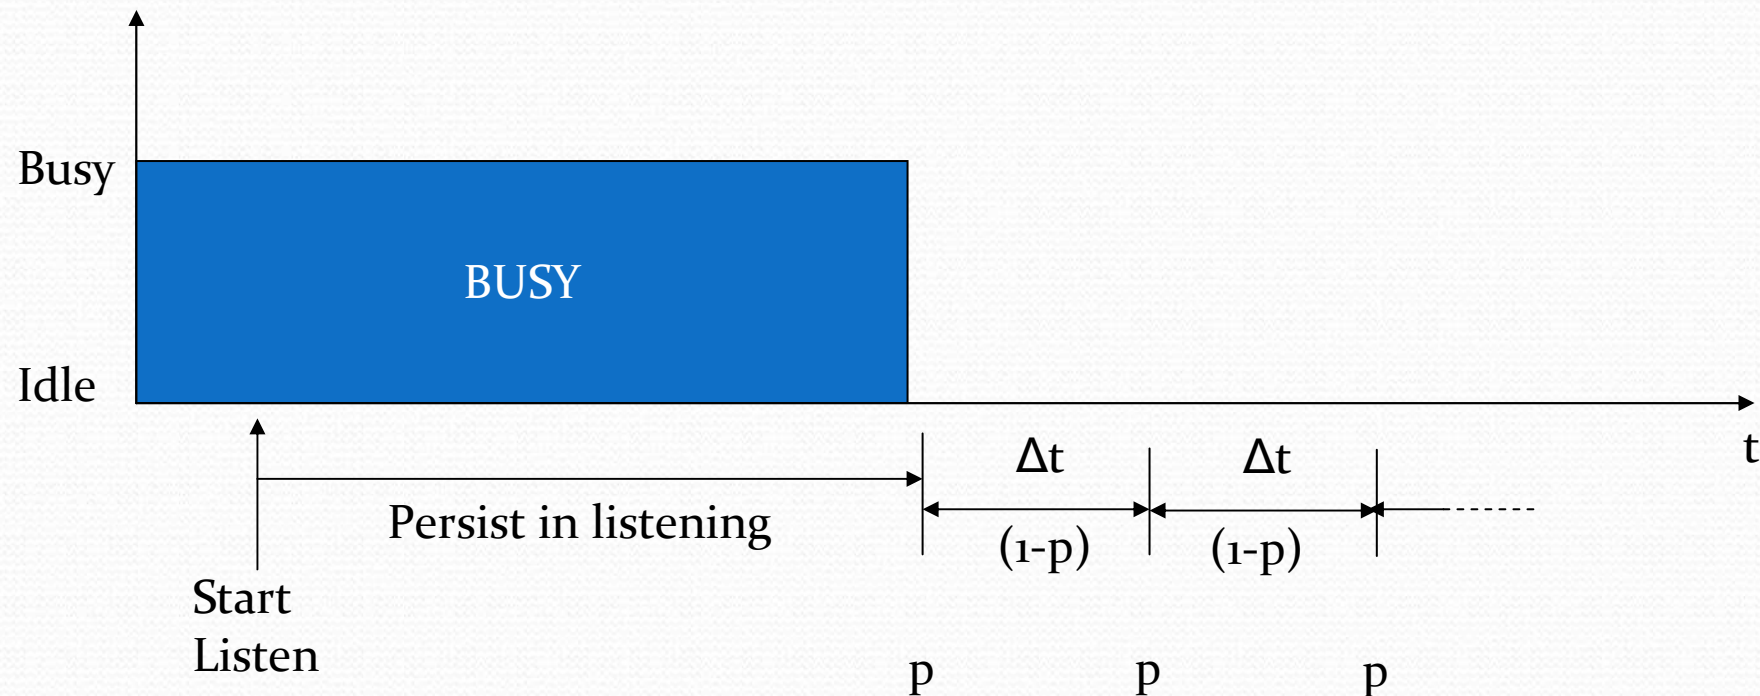 Busy
BUSY
Idle
t
Δt
Δt
Persist in listening
(1-p)
(1-p)
Start
Listen
p
p
p